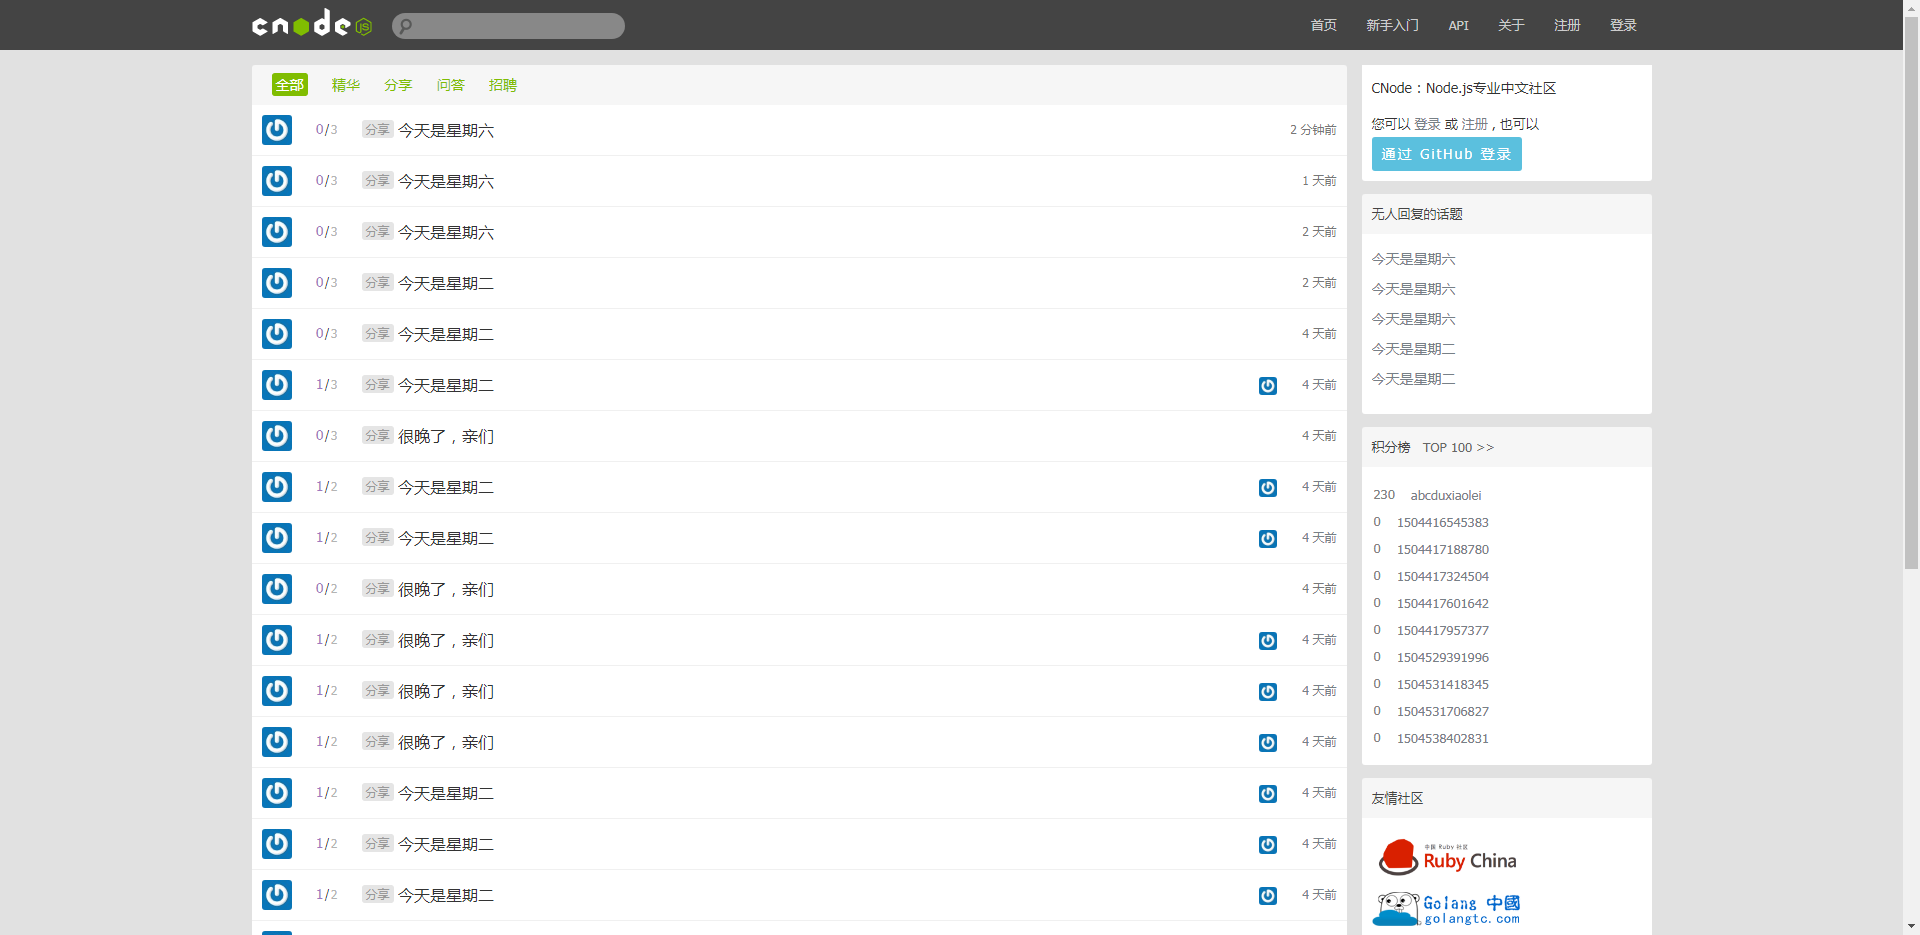 cnode js 首页 新手入门 API 关于 注册 登录
全部 精华 分享 问答 招聘
0/3 分享 今天是星期六 2 分钟前
0/3 分享 今天是星期六 1 天前
0/3 分享 今天是星期六 2 天前
0/3 分享 今天是星期二 2 天前
0/3 分享 今天是星期二 4 天前
1/3 分享 今天是星期二 4 天前
0/3 分享 很晚了，亲们 4 天前
1/2 分享 今天是星期二 4 天前
1/2 分享 今天是星期二 4 天前
0/2 分享 很晚了，亲们 4 天前
1/2 分享 很晚了，亲们 4 天前
1/2 分享 很晚了，亲们 4 天前
1/2 分享 很晚了，亲们 4 天前
1/2 分享 今天是星期二 4 天前
1/2 分享 今天是星期二 4 天前
1/2 分享 今天是星期二 4 天前
CNode：Node.js专业中文社区
您可以 登录 或 注册 , 也可以
通过 GitHub 登录
无人回复的话题
今天是星期六
今天是星期六
今天是星期六
今天是星期二
今天是星期二
积分榜 TOP 100 >>
230 abcduxiaolei
0 1504416545383
0 1504417188780
0 1504417324504
0 1504417601642
0 1504417957377
0 1504529391996
0 1504531418345
0 1504531706827
0 1504538402831
友情社区
中国 Ruby 社区
Ruby China
Golang 中國
golangtc.com